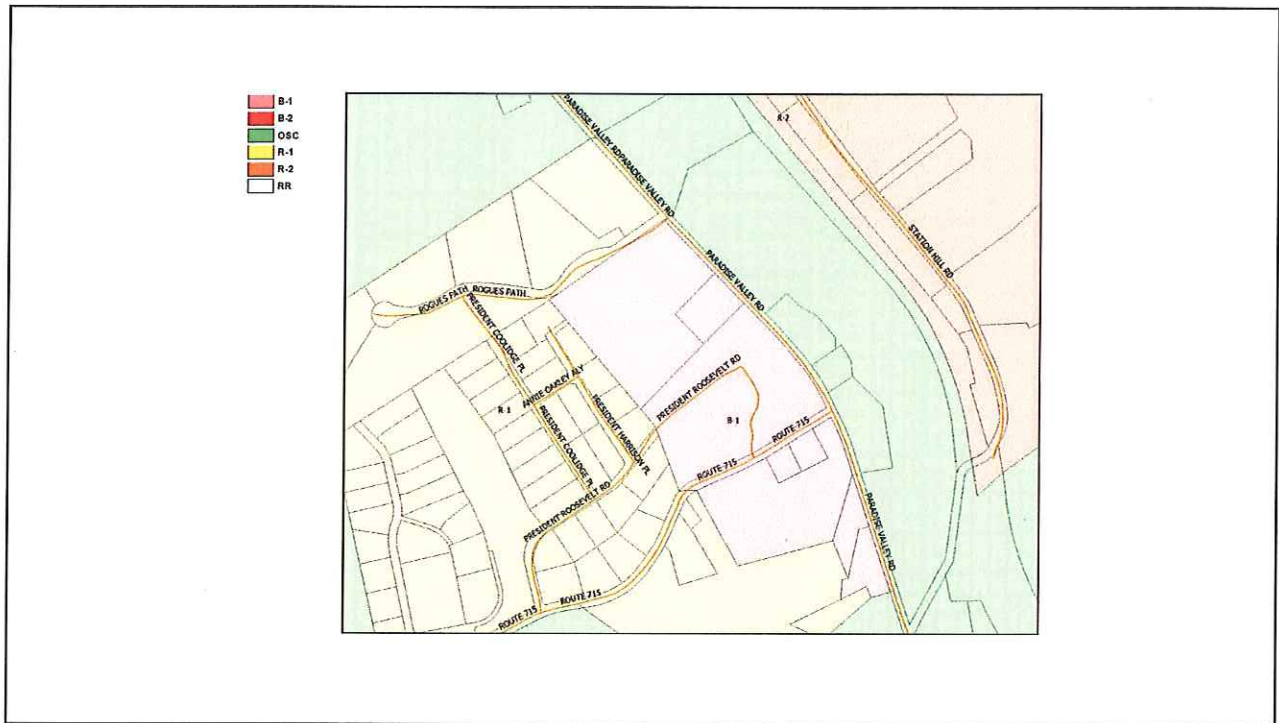 B-1
B-2
OSC
R-1
R-2
RR
PARADISE VALLEY RD
PARADISE VALLEY RD
R-2
STATION HILL RD
PARADISE VALLEY RD
ROGUES PATH
ROGUES PATH
PRESIDENT COOLIDGE PL
ANNIE OAKLEY ALY
PRESIDENT ROOSEVELT RD
R-1
PRESIDENT COOLIDGE PL
PRESIDENT HARRISON PL
B-1
ROUTE 715
ROUTE 715
PRESIDENT ROOSEVELT RD
PARADISE VALLEY RD
ROUTE 715
ROUTE 715